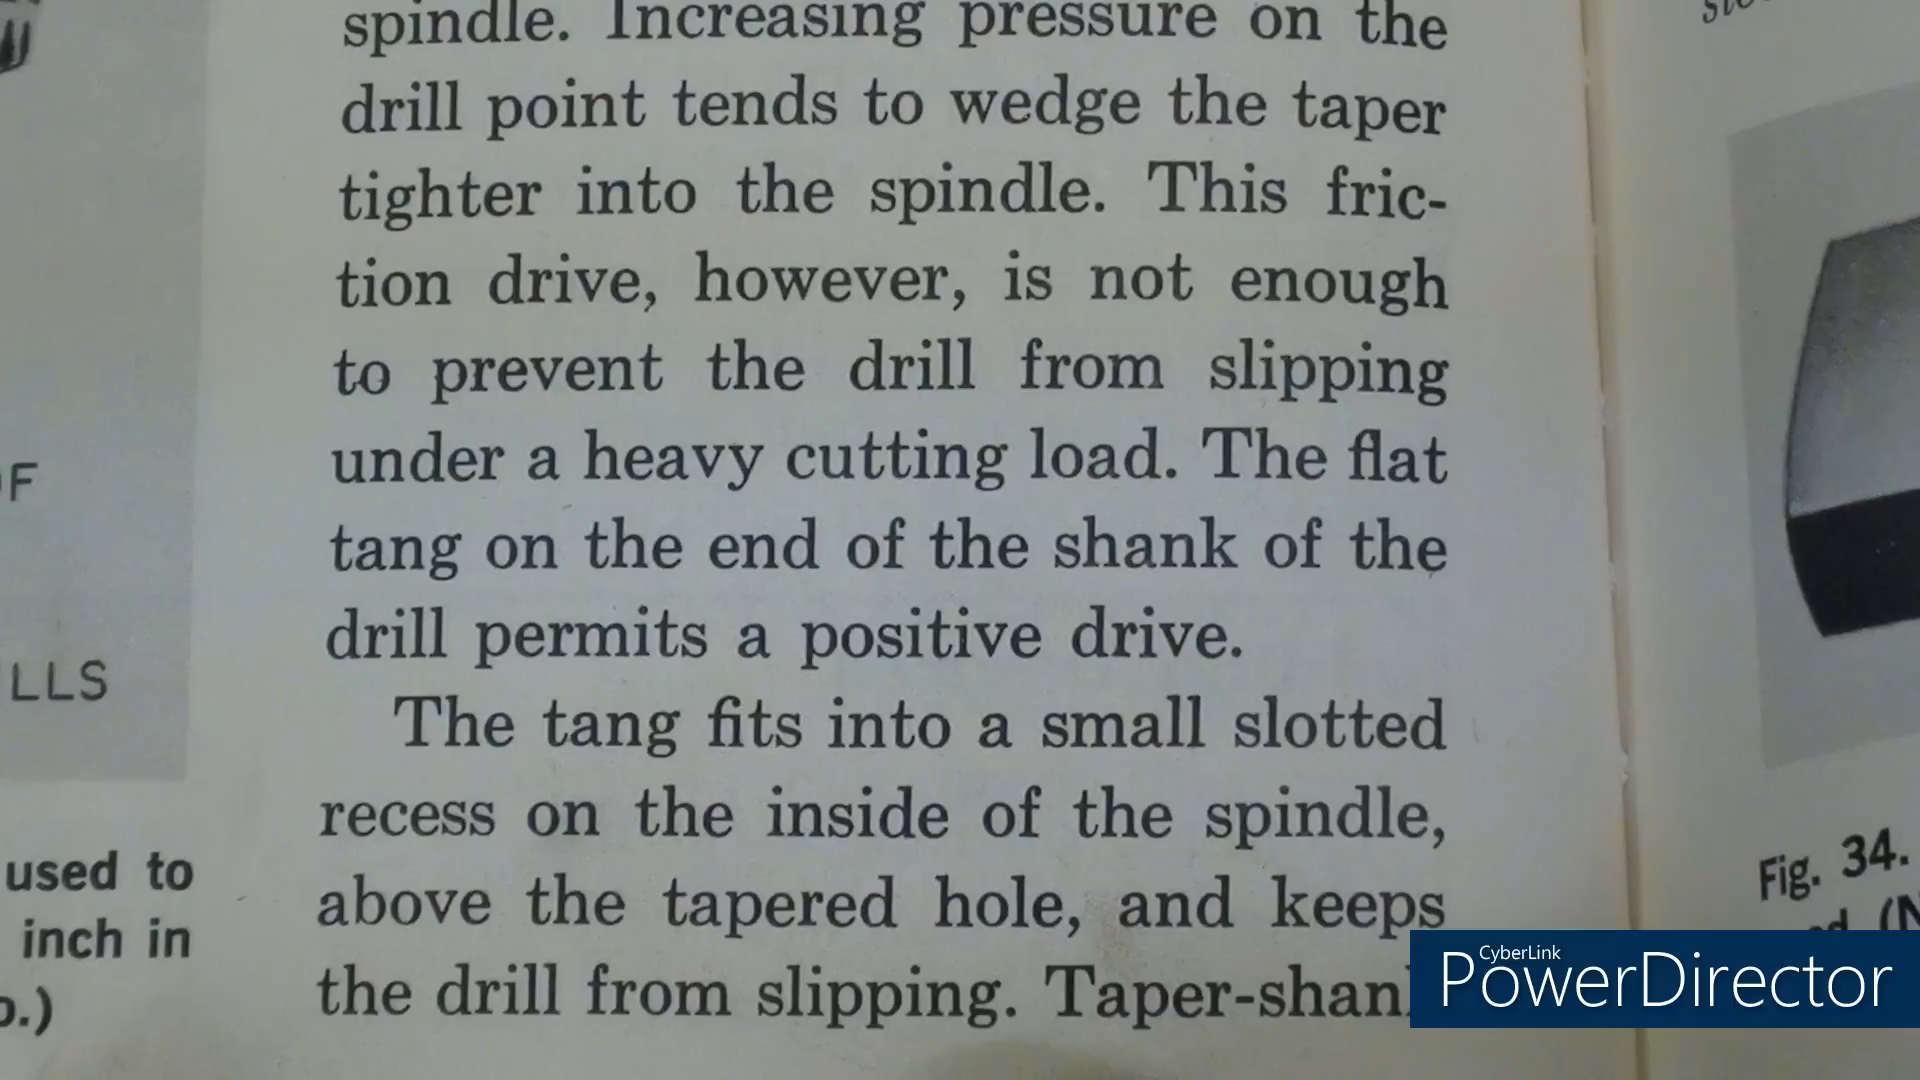 spindle. Increasing pressure on the
drill point tends to wedge the taper
tighter into the spindle. This fric-
tion drive, however, is not enough
to prevent the drill from slipping
under a heavy cutting load. The flat
tang on the end of the shank of the
drill permits a positive drive.
The tang fits into a small slotted
recess on the inside of the spindle,
above the tapered hole, and keeps
the drill from slipping. Taper-shan
used to
inch in
Fig. 34.
CyberLink
PowerDirector